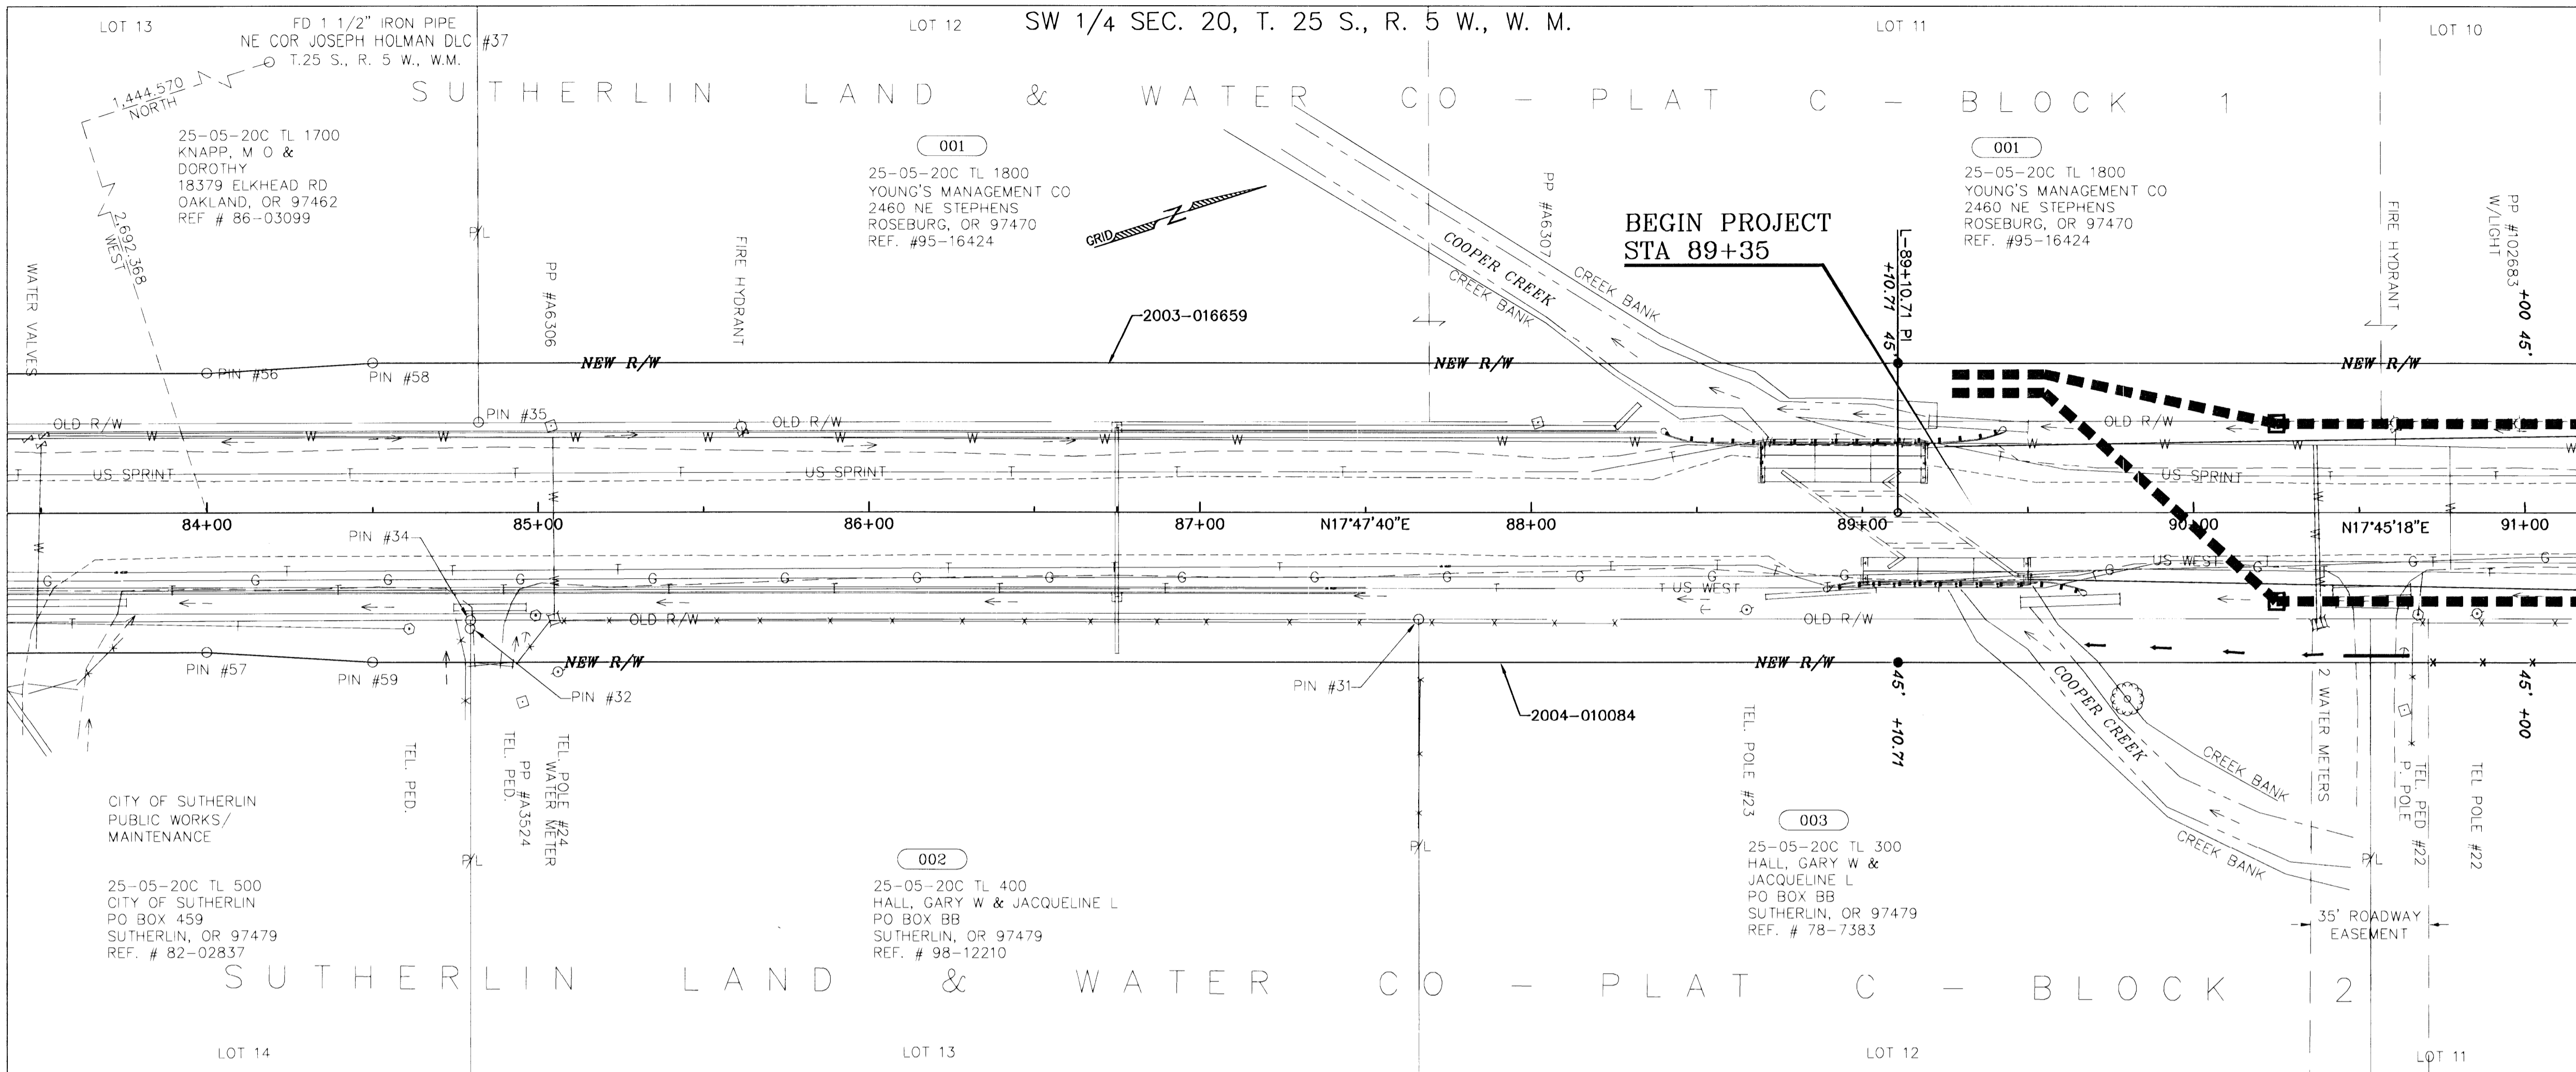 SW 1/4 SEC. 20, T. 25 S., R. 5 W., W. M.
LOT 13
LOT 12
LOT 11
LOT 10
FD 1 1/2" IRON PIPE
NE COR JOSEPH HOLMAN DLC #37
T.25 S., R. 5 W., W.M.
1,444.570
NORTH
2,692.368
WEST
SUTHERLIN LAND & WATER CO - PLAT C - BLOCK 1
25-05-20C TL 1700
KNAPP, M O &
DOROTHY
18379 ELKHEAD RD
OAKLAND, OR 97462
REF # 86-03099
P/L
001
25-05-20C TL 1800
YOUNG'S MANAGEMENT CO
2460 NE STEPHENS
ROSEBURG, OR 97470
REF. #95-16424
GRID
N
001
25-05-20C TL 1800
YOUNG'S MANAGEMENT CO
2460 NE STEPHENS
ROSEBURG, OR 97470
REF. #95-16424
BEGIN PROJECT
STA 89+35
L-89+10.71 PI
+10.71 45'
WATER VALVES
PP #A6306
FIRE HYDRANT
PP #A6307
FIRE HYDRANT
PP #102683
W/LIGHT
+00 45'
COOPER CREEK
CREEK BANK
CREEK BANK
2003-016659
PIN #56
PIN #58
NEW R/W
NEW R/W
NEW R/W
PIN #35
OLD R/W
OLD R/W
OLD R/W
US SPRINT
US SPRINT
US SPRINT
84+00
85+00
86+00
87+00
N17°47'40"E
88+00
89+00
90+00
N17°45'18"E
91+00
PIN #34
US WEST
US WEST
OLD R/W
OLD R/W
NEW R/W
NEW R/W
PIN #57
PIN #59
PIN #32
PIN #31
2004-010084
45' +10.71
45' +00
TEL. PED.
TEL. PED.
PP #A3524
WATER METER
TEL. POLE #24
TEL. POLE #23
COOPER CREEK
CREEK BANK
CREEK BANK
2 WATER METERS
P. POLE
TEL. PED #22
TEL POLE #22
P/L
P/L
P/L
CITY OF SUTHERLIN
PUBLIC WORKS/
MAINTENANCE
25-05-20C TL 500
CITY OF SUTHERLIN
PO BOX 459
SUTHERLIN, OR 97479
REF. # 82-02837
002
25-05-20C TL 400
HALL, GARY W & JACQUELINE L
PO BOX BB
SUTHERLIN, OR 97479
REF. # 98-12210
003
25-05-20C TL 300
HALL, GARY W &
JACQUELINE L
PO BOX BB
SUTHERLIN, OR 97479
REF. # 78-7383
35' ROADWAY
EASEMENT
SUTHERLIN LAND & WATER CO - PLAT C - BLOCK 2
LOT 14
LOT 13
LOT 12
LOT 11